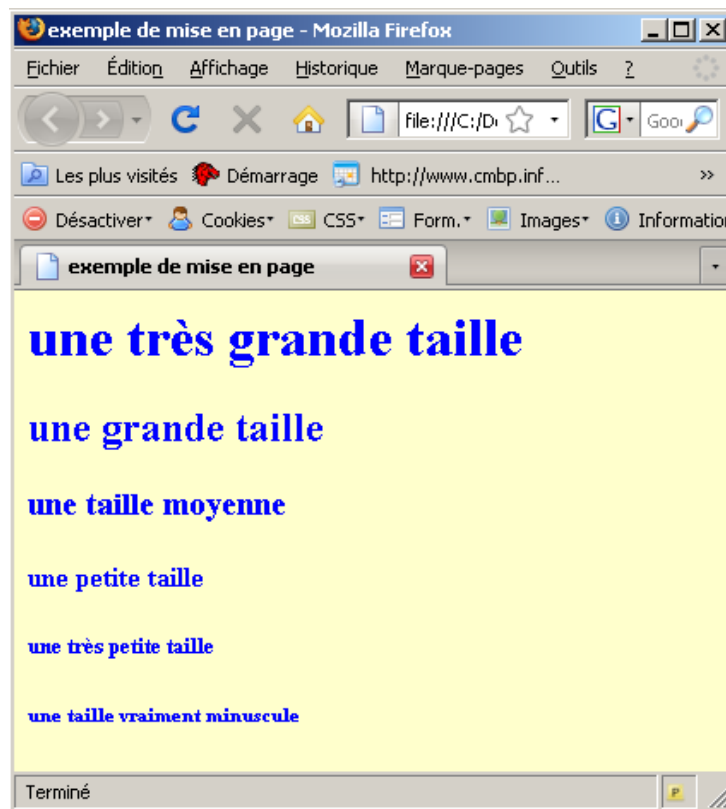 exemple de mise en page - Mozilla Firefox
Fichier Édition Affichage Historique Marque-pages Outils ?
file:///C:/D G
Les plus visités Démarrage http://www.cmbp.inf... »
Désactiver Cookies CSS Form. Images Information
exemple de mise en page
une très grande taille
une grande taille
une taille moyenne
une petite taille
une très petite taille
une taille vraiment minuscule
Terminé P